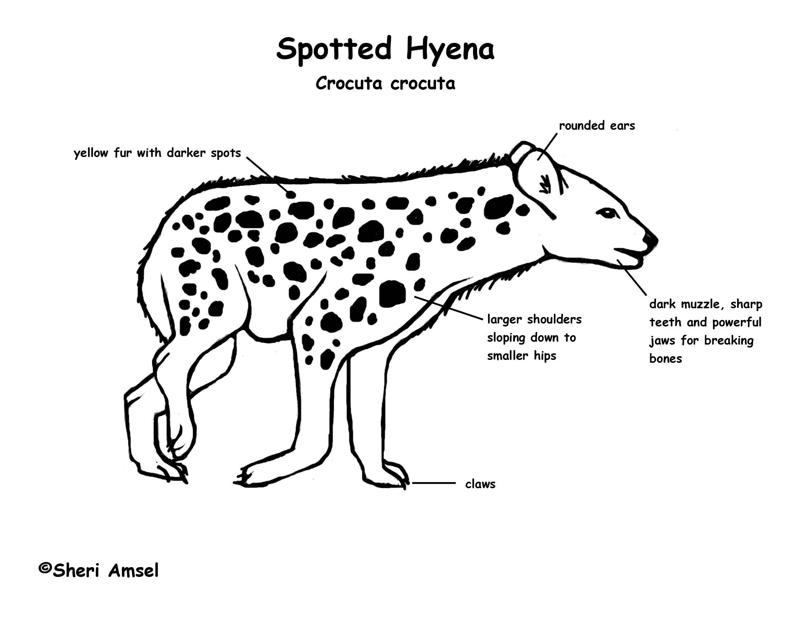 Spotted Hyena
Crocuta crocuta
rounded ears
yellow fur with darker spots
larger shoulders
sloping down to
smaller hips
dark muzzle, sharp
teeth and powerful
jaws for breaking
bones
claws
©Sheri Amsel